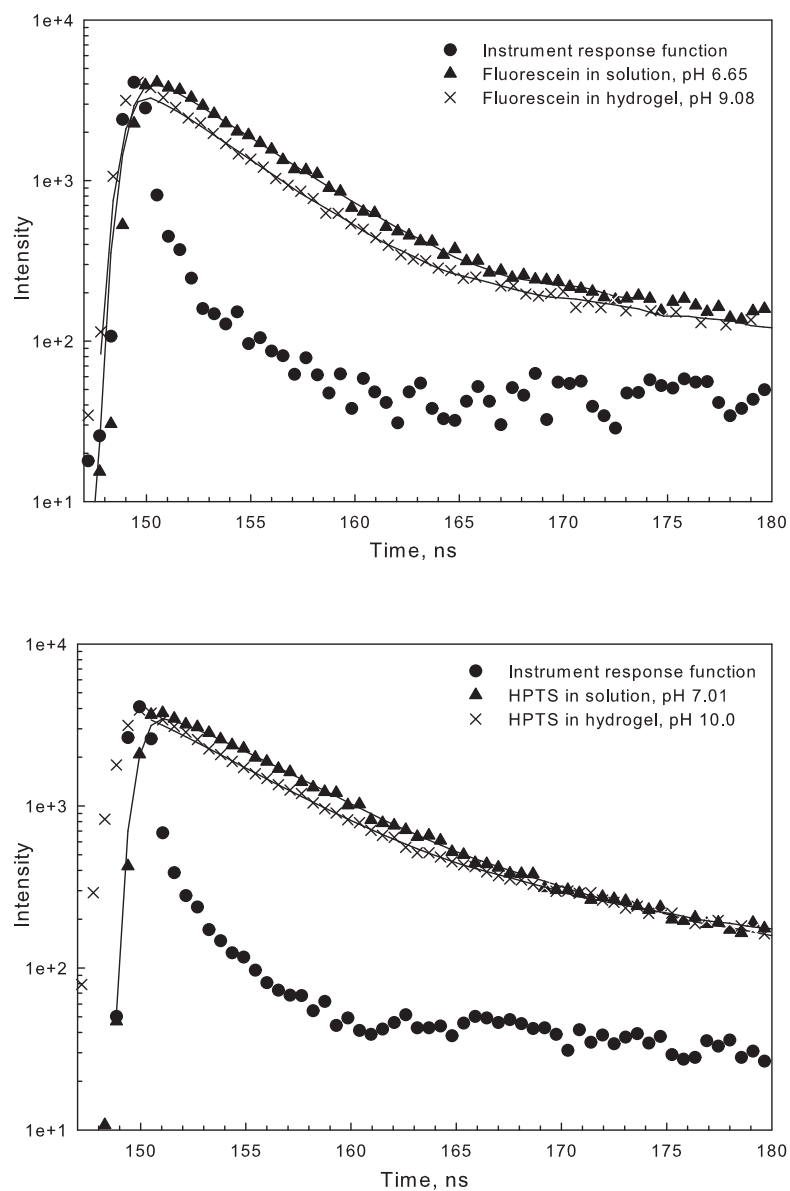 1e+4
Instrument response function
Fluorescein in solution, pH 6.65
Fluorescein in hydrogel, pH 9.08
1e+3
Intensity
1e+2
1e+1
150 155 160 165 170 175 180
Time, ns
1e+4
Instrument response function
HPTS in solution, pH 7.01
HPTS in hydrogel, pH 10.0
1e+3
Intensity
1e+2
1e+1
150 155 160 165 170 175 180
Time, ns